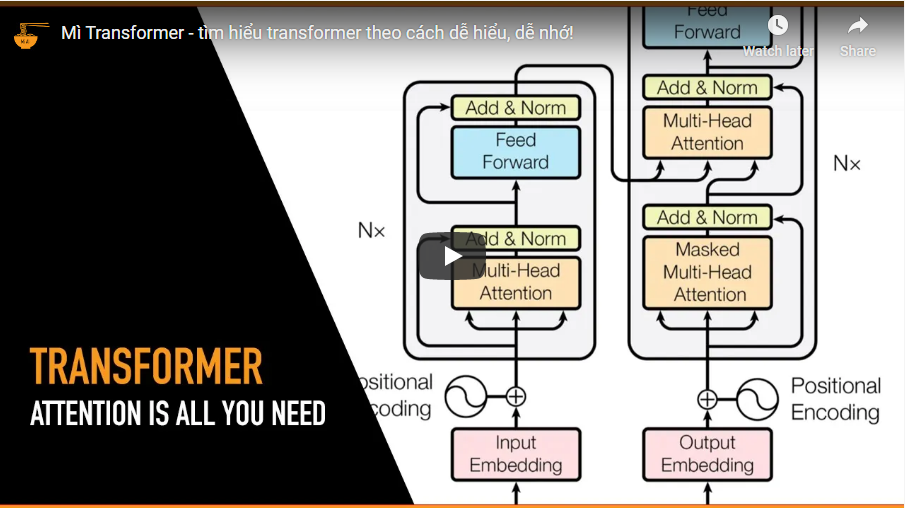 Mì Transformer - tìm hiểu transformer theo cách dễ hiểu, dễ nhớ!
Watch later
Share
TRANSFORMER
ATTENTION IS ALL YOU NEED
Add & Norm
Feed
Forward
Nx
Add & Norm
Multi-Head
Attention
ositional
coding
Input
Embedding
Feed
Forward
Add & Norm
Multi-Head
Attention
Nx
Add & Norm
Masked
Multi-Head
Attention
Positional
Encoding
Output
Embedding